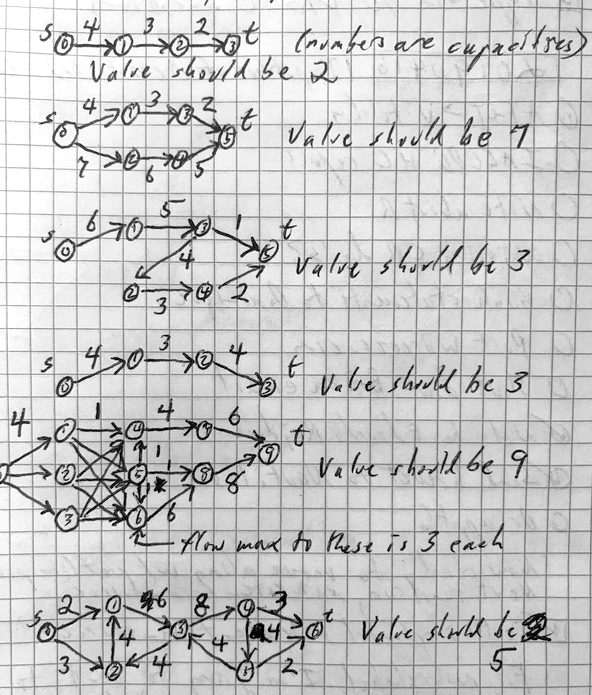 s 4 3 2 t (numbers are capacities)
0 1 2 3
Value should be 2
4 1 3 3 2
s 0 5 t Value should be 7
7 2 6 4 5
6 1 5 3 1
s 0 4 5 t Value should be 3
2 3 4 2
s 4 1 3 2 4 t
0 3 Value should be 3
4 1 1 4 4 7 6 t
2 5 1 1 8 9 Value should be 9
3 1 6 6 8
flow max to these is 3 each
s 2 1 6 8 4 3 t
0 4 3 4 6 Value should be
3 2 4 4 5 2 5